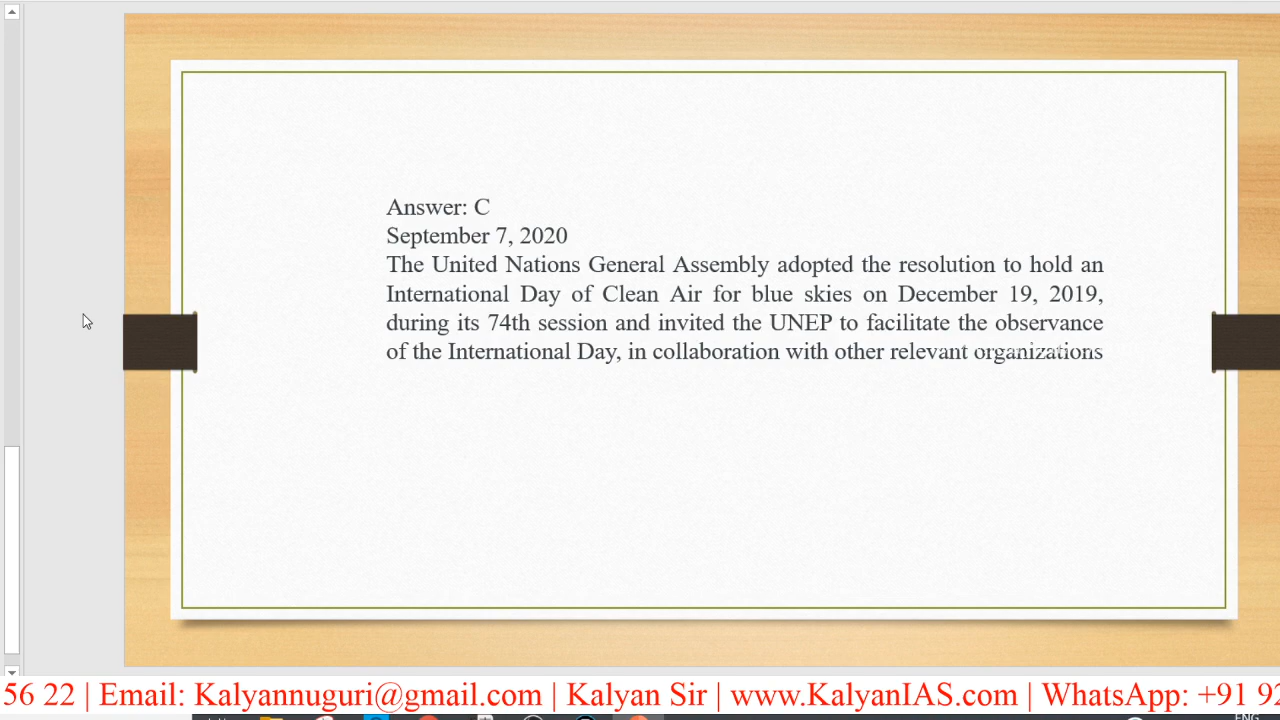 Answer: C
September 7, 2020
The United Nations General Assembly adopted the resolution to hold an
International Day of Clean Air for blue skies on December 19, 2019,
during its 74th session and invited the UNEP to facilitate the observance
of the International Day, in collaboration with other relevant organizations
56 22 | Email: Kalyannuguri@gmail.com | Kalyan Sir | www.KalyanIAS.com | WhatsApp: +91 92
ENG